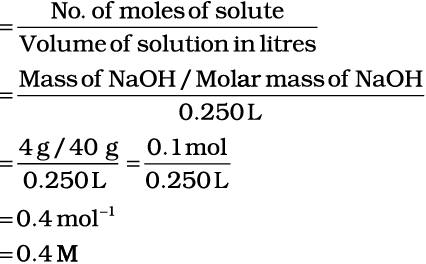 = No. of moles of solute / Volume of solution in litres
= Mass of NaOH / Molar mass of NaOH / 0.250 L
= 4 g / 40 g / 0.250 L = 0.1 mol / 0.250 L
= 0.4 mol⁻¹
= 0.4 M